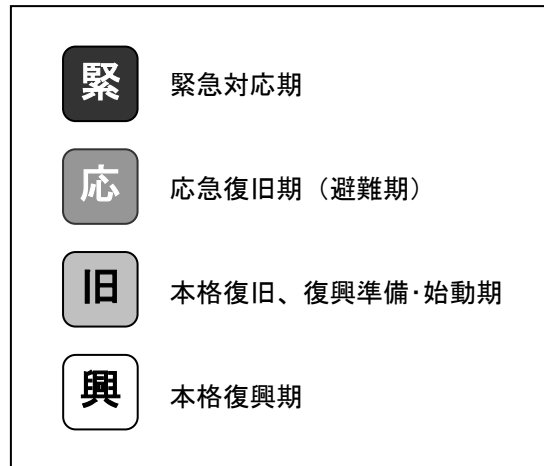 緊 緊急対応期
応 応急復旧期（避難期）
旧 本格復旧、復興準備・始動期
興 本格復興期